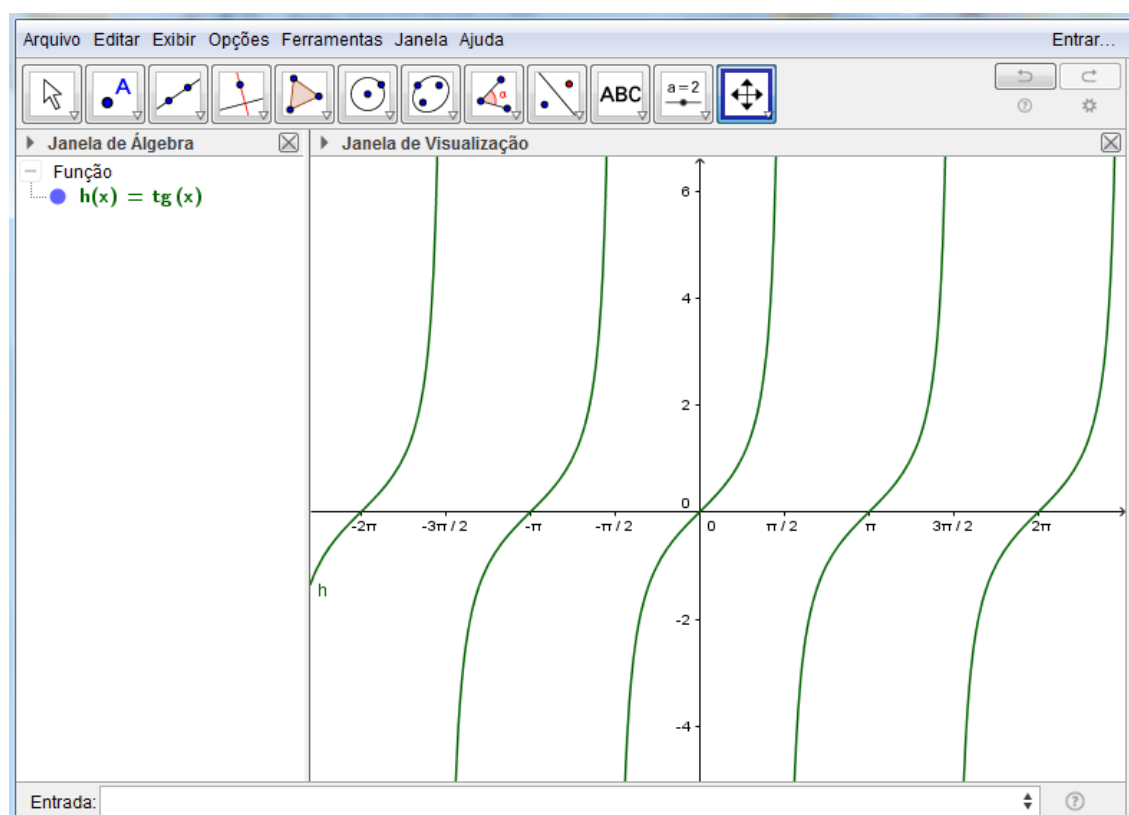 Arquivo Editar Exibir Opções Ferramentas Janela Ajuda Entrar...
A α ABC a=2
Janela de Álgebra Janela de Visualização
Função
h(x) = tg (x)
6
4
2
0
-2π -3π / 2 -π -π / 2 0 π / 2 π 3π / 2 2π
h
-2
-4
Entrada: